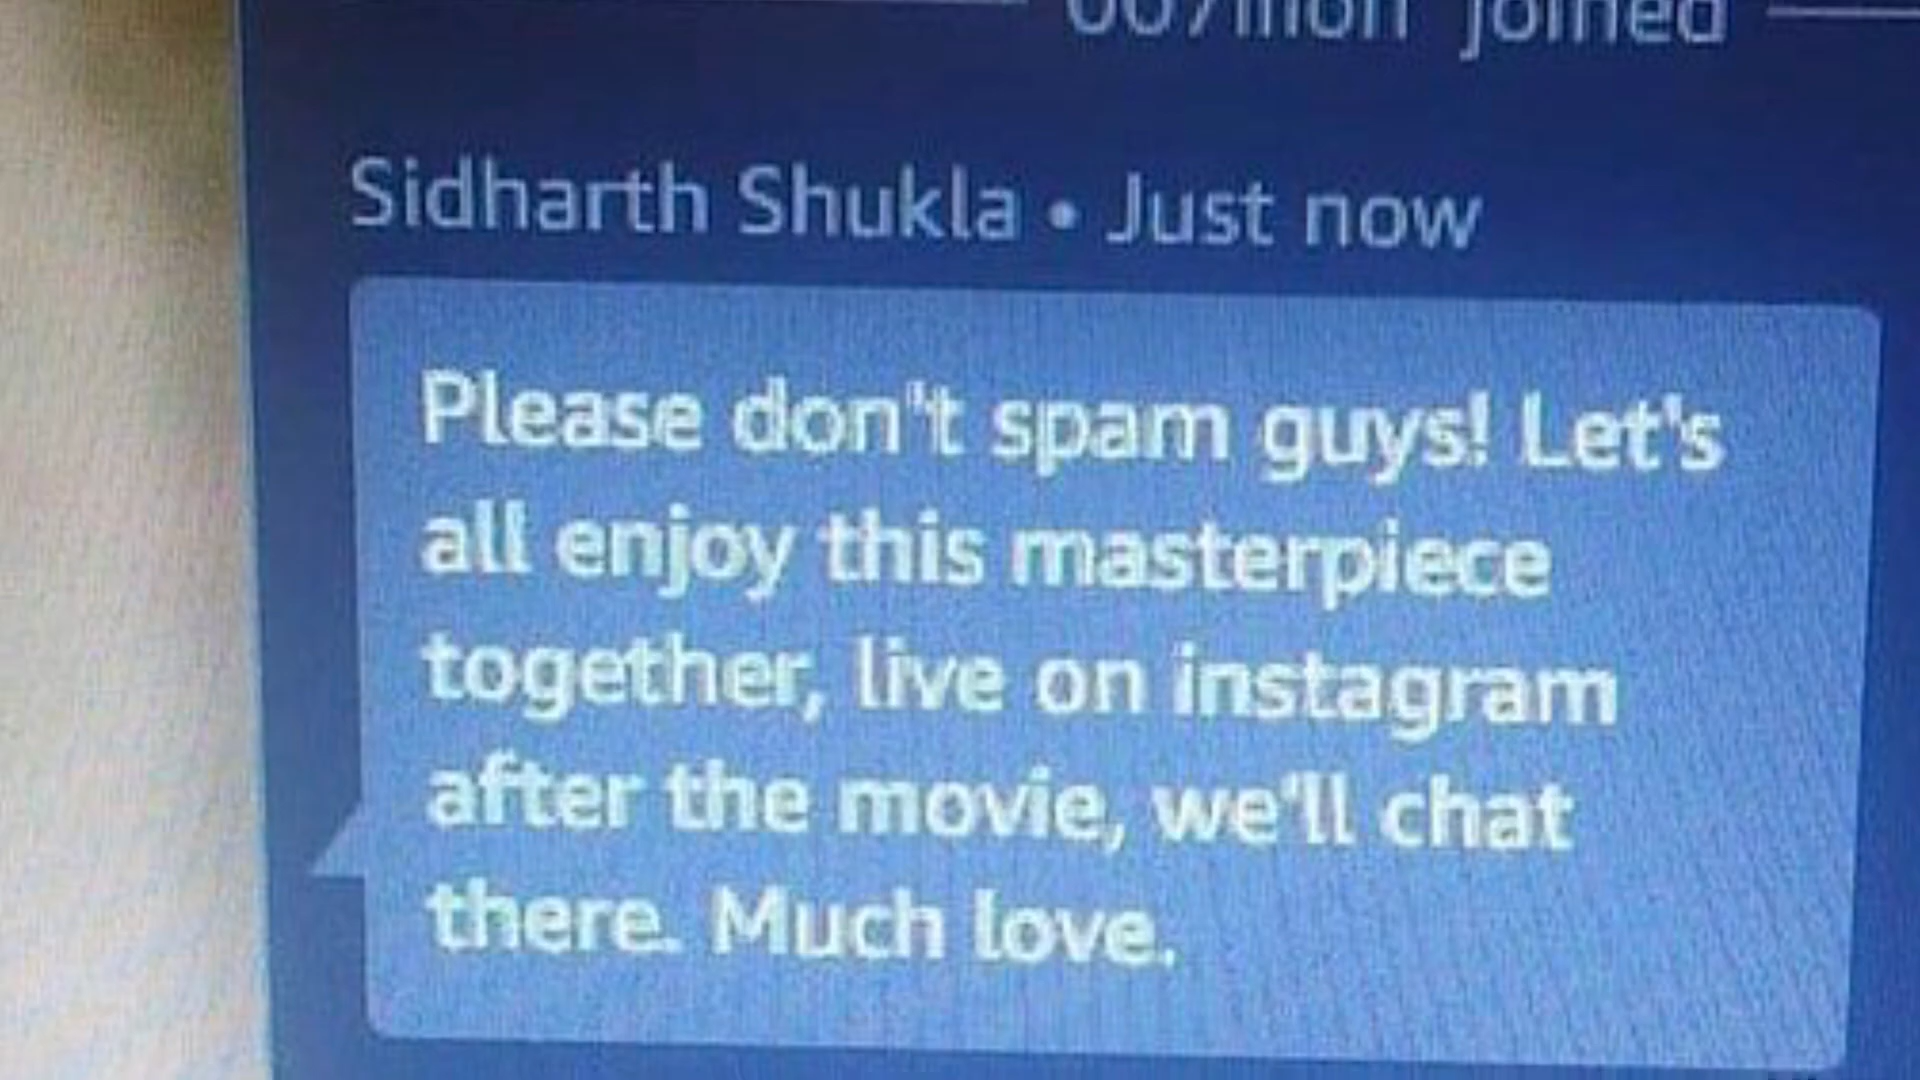 joined
Sidharth Shukla • Just now
Please don't spam guys! Let's
all enjoy this masterpiece
together, live on instagram
after the movie, we'll chat
there. Much love.